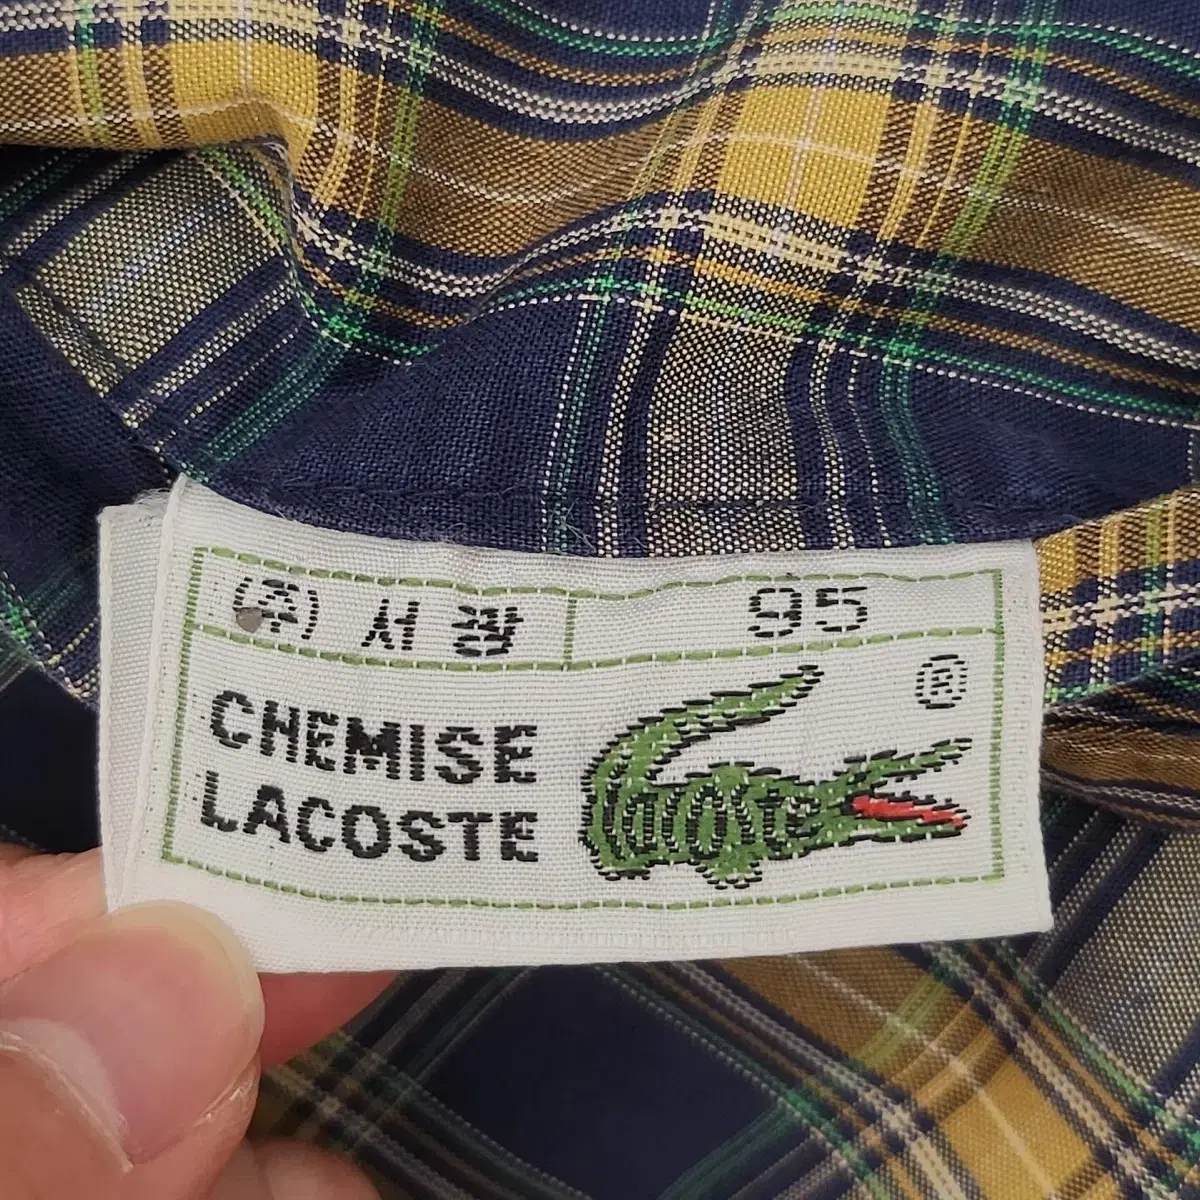 (주) 서광 95
®
CHEMISE
LACOSTE